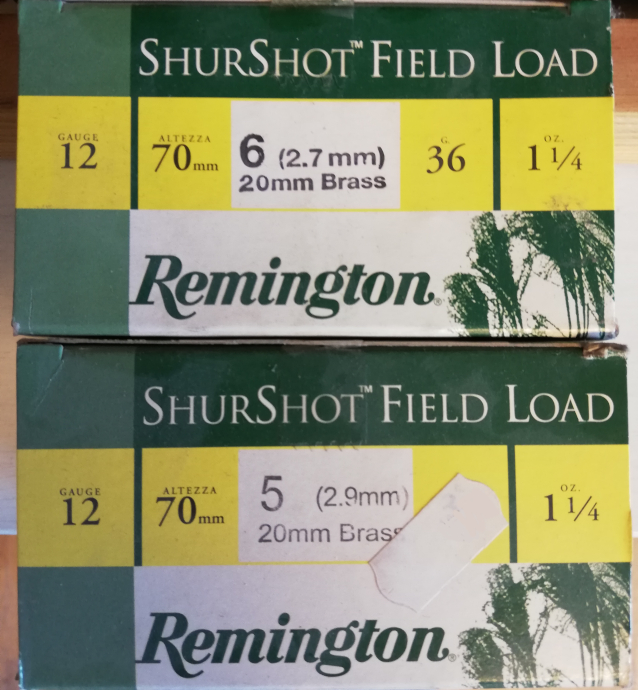 SHURSHOT™ FIELD LOAD
GAUGE ALTEZZA G. OZ.
12 70mm 6 (2.7 mm) 36 1 1/4
20mm Brass
Remington®
SHURSHOT™ FIELD LOAD
GAUGE ALTEZZA OZ.
12 70mm 5 (2.9mm) 1 1/4
20mm Brass
Remington®